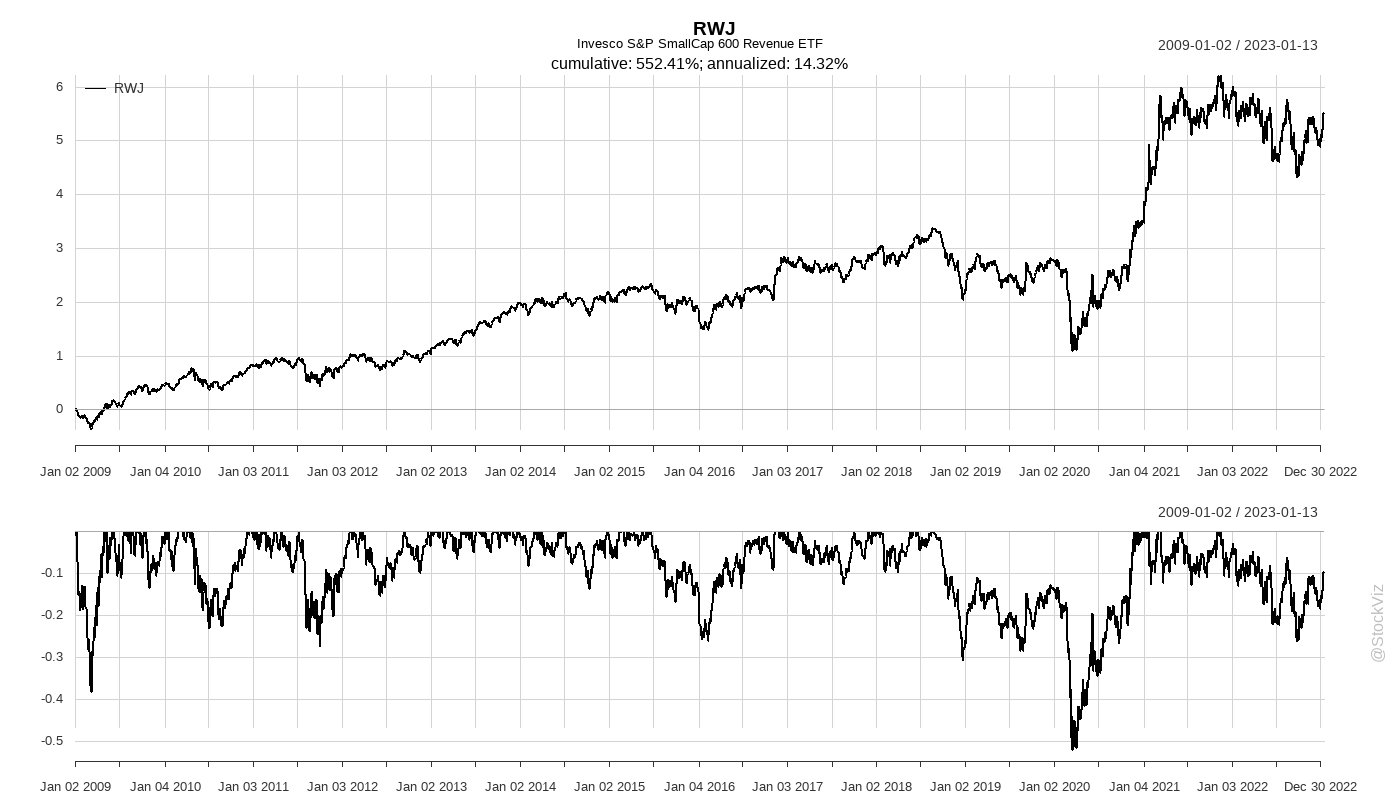 RWJ
Invesco S&P SmallCap 600 Revenue ETF
2009-01-02 / 2023-01-13
cumulative: 552.41%; annualized: 14.32%
RWJ
6
5
4
3
2
1
0
Jan 02 2009 Jan 04 2010 Jan 03 2011 Jan 03 2012 Jan 02 2013 Jan 02 2014 Jan 02 2015 Jan 04 2016 Jan 03 2017 Jan 02 2018 Jan 02 2019 Jan 02 2020 Jan 04 2021 Jan 03 2022 Dec 30 2022
2009-01-02 / 2023-01-13
-0.1
-0.2
-0.3
-0.4
-0.5
Jan 02 2009 Jan 04 2010 Jan 03 2011 Jan 03 2012 Jan 02 2013 Jan 02 2014 Jan 02 2015 Jan 04 2016 Jan 03 2017 Jan 02 2018 Jan 02 2019 Jan 02 2020 Jan 04 2021 Jan 03 2022 Dec 30 2022
@StockViz